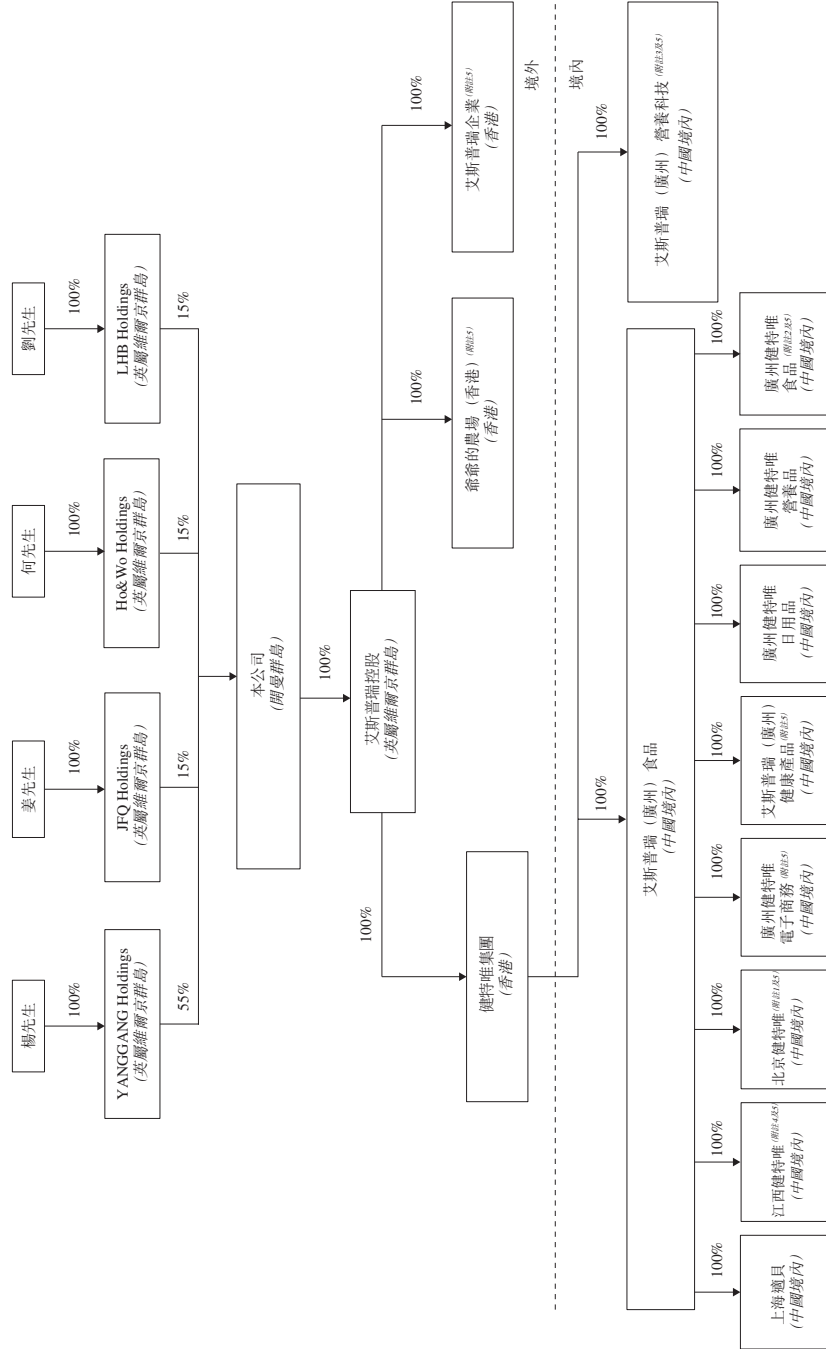 楊先生
姜先生
何先生
劉先生
100%
100%
100%
100%
YANGGANG Holdings
(英屬維爾京群島)
JFQ Holdings
(英屬維爾京群島)
Ho&Wo Holdings
(英屬維爾京群島)
LHB Holdings
(英屬維爾京群島)
55%
15%
15%
15%
本公司
(開曼群島)
100%
艾斯普瑞控股
(英屬維爾京群島)
100%
100%
100%
健特唯集團
(香港)
爺爺的農場（香港）(附註5)
(香港)
艾斯普瑞企業(附註5)
(香港)
境外
境內
100%
100%
艾斯普瑞（廣州）食品
(中國境內)
艾斯普瑞（廣州）營養科技(附註3及5)
(中國境內)
100%
100%
100%
100%
100%
100%
100%
100%
上海適貝
(中國境內)
江西健特唯(附註4及5)
(中國境內)
北京健特唯(附註1及5)
(中國境內)
廣州健特唯
電子商務(附註5)
(中國境內)
艾斯普瑞（廣州）
健康產品(附註5)
(中國境內)
廣州健特唯
日用品
(中國境內)
廣州健特唯
營養品
(中國境內)
廣州健特唯
食品(附註2及5)
(中國境內)